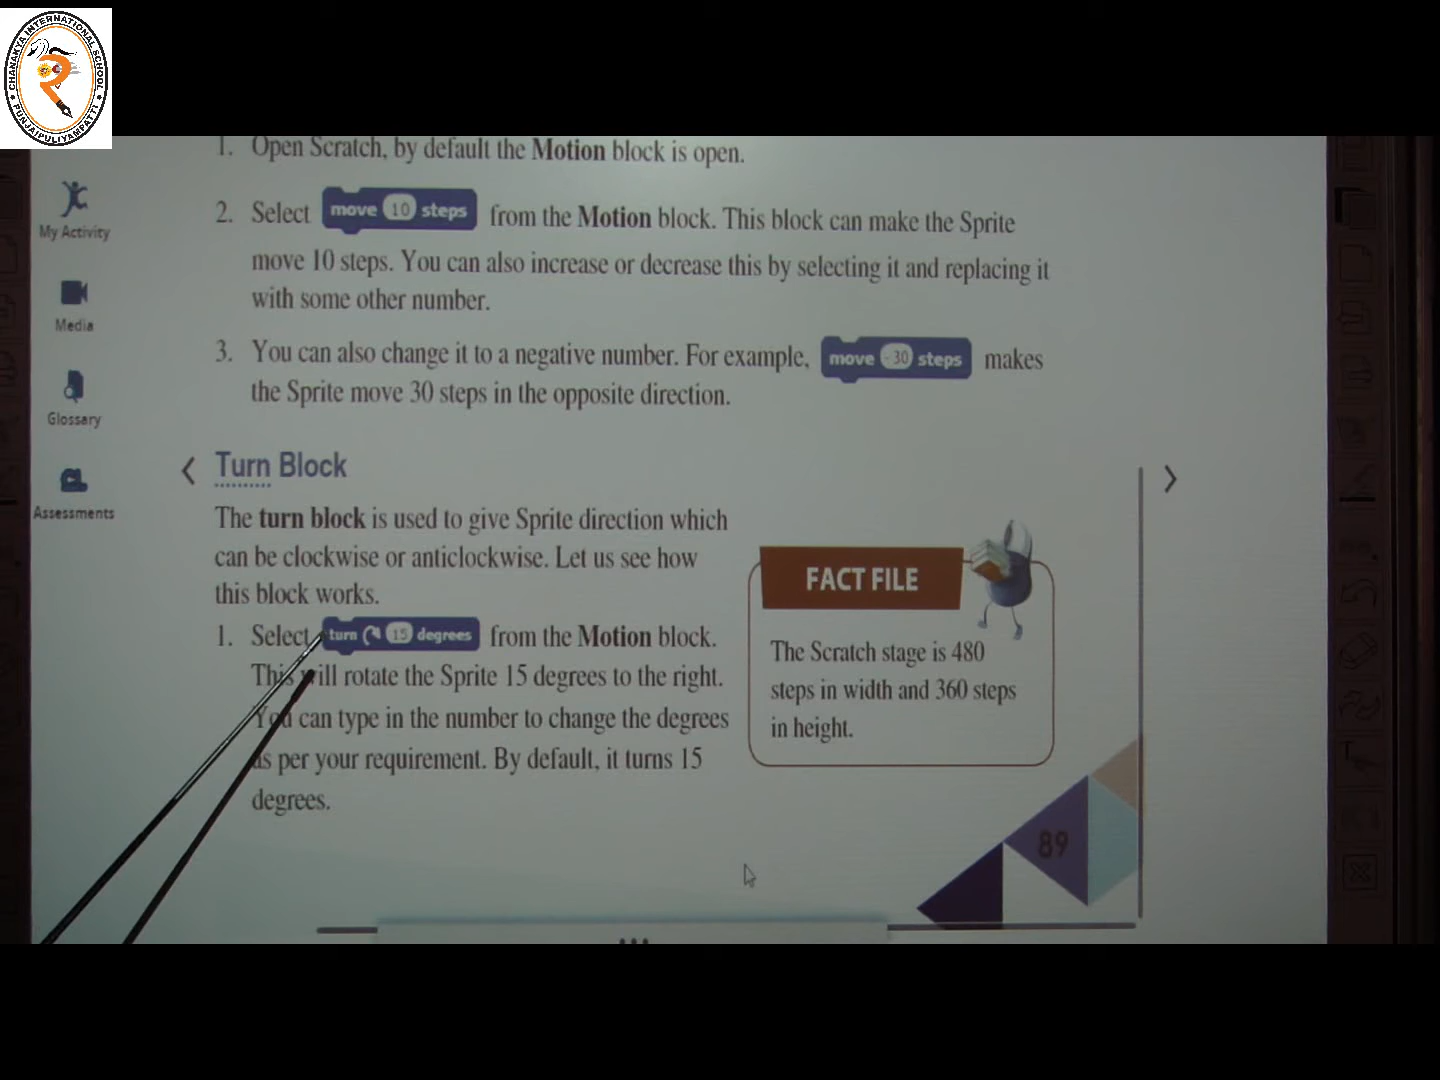 CHANAKYA INTERNATIONAL SCHOOL
PUNJAIPULIYAMPATTI
1. Open Scratch, by default the Motion block is open.
My Activity
2. Select move 10 steps from the Motion block. This block can make the Sprite
move 10 steps. You can also increase or decrease this by selecting it and replacing it
with some other number.
Media
3. You can also change it to a negative number. For example, move -30 steps makes
the Sprite move 30 steps in the opposite direction.
Glossary
Turn Block
Assessments
The turn block is used to give Sprite direction which
can be clockwise or anticlockwise. Let us see how
this block works.
1. Select turn 15 degrees from the Motion block.
This will rotate the Sprite 15 degrees to the right.
You can type in the number to change the degrees
as per your requirement. By default, it turns 15
degrees.
FACT FILE
The Scratch stage is 480
steps in width and 360 steps
in height.
89